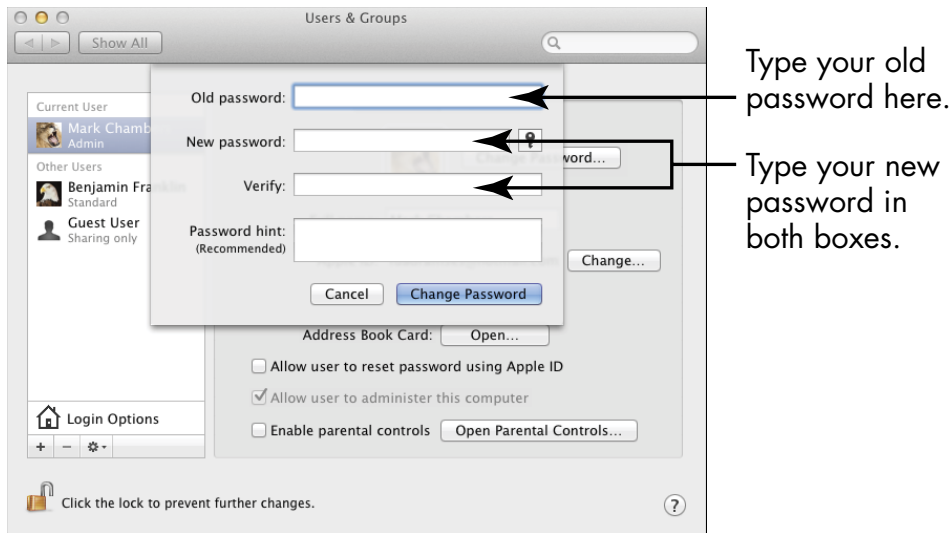 Users & Groups
Show All
Old password:
Type your old
password here.
New password:
Verify:
Type your new
password in
both boxes.
Password hint:
(Recommended)
Cancel
Change Password
Current User
Mark Chamb
Admin
Other Users
Benjamin Franklin
Standard
Guest User
Sharing only
Login Options
+ −
Change Password...
Change...
Address Book Card: Open...
Allow user to reset password using Apple ID
Allow user to administer this computer
Enable parental controls Open Parental Controls...
Click the lock to prevent further changes.
?